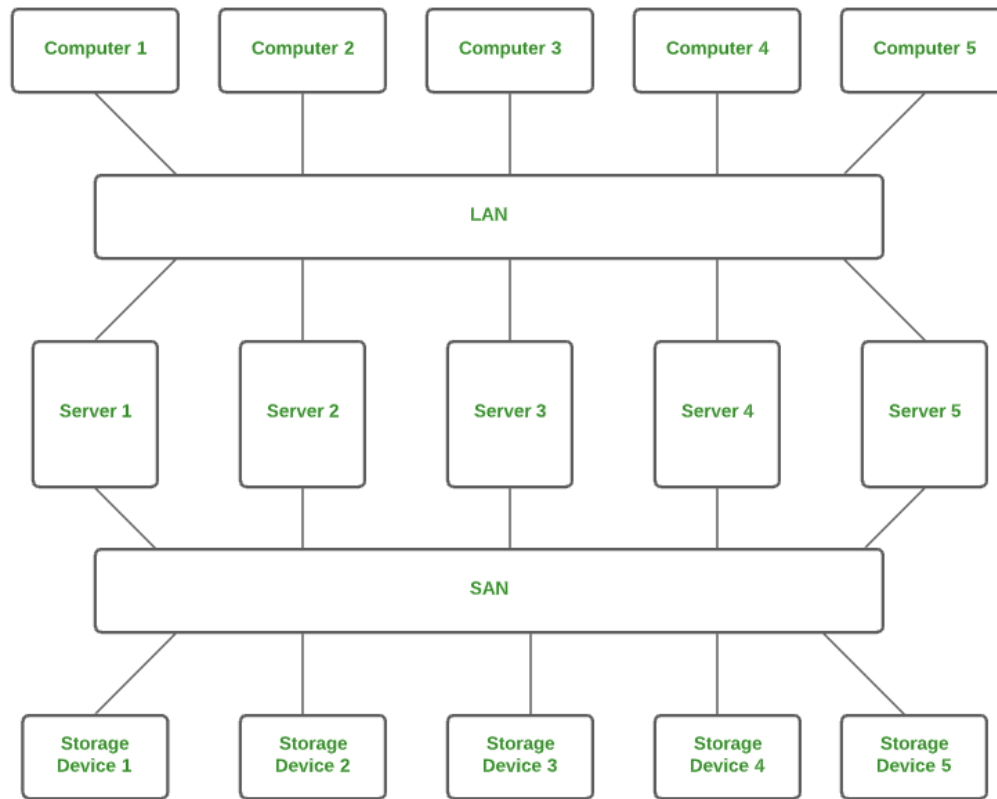 Computer 1
Computer 2
Computer 3
Computer 4
Computer 5
LAN
Server 1
Server 2
Server 3
Server 4
Server 5
SAN
Storage
Device 1
Storage
Device 2
Storage
Device 3
Storage
Device 4
Storage
Device 5